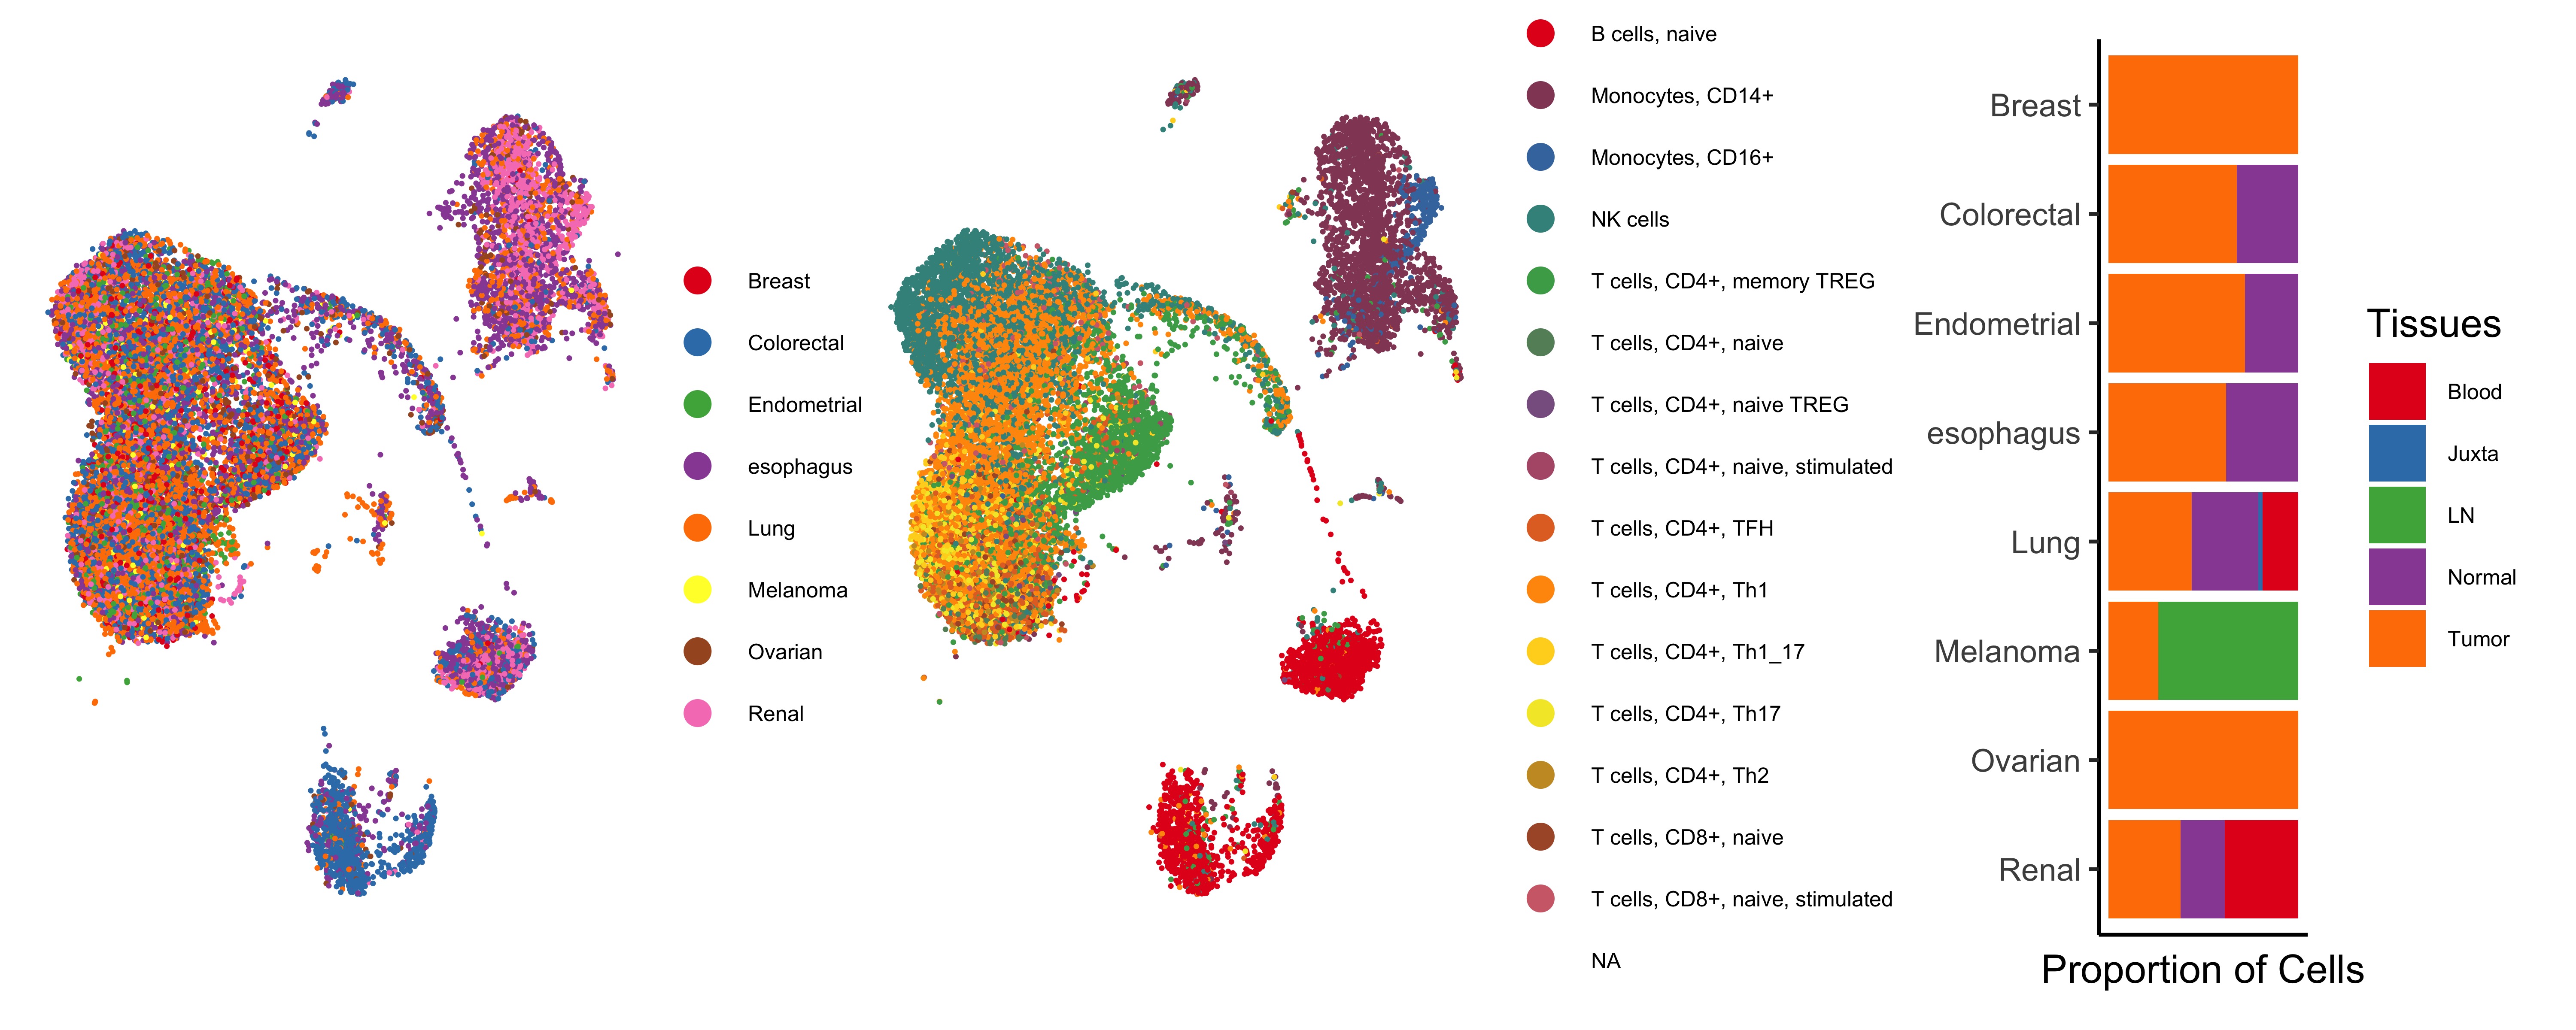 Breast
Colorectal
Endometrial
esophagus
Lung
Melanoma
Ovarian
Renal
B cells, naive
Monocytes, CD14+
Monocytes, CD16+
NK cells
T cells, CD4+, memory TREG
T cells, CD4+, naive
T cells, CD4+, naive TREG
T cells, CD4+, naive, stimulated
T cells, CD4+, TFH
T cells, CD4+, Th1
T cells, CD4+, Th1_17
T cells, CD4+, Th17
T cells, CD4+, Th2
T cells, CD8+, naive
T cells, CD8+, naive, stimulated
NA
Breast
Colorectal
Endometrial
esophagus
Lung
Melanoma
Ovarian
Renal
Proportion of Cells
Tissues
Blood
Juxta
LN
Normal
Tumor